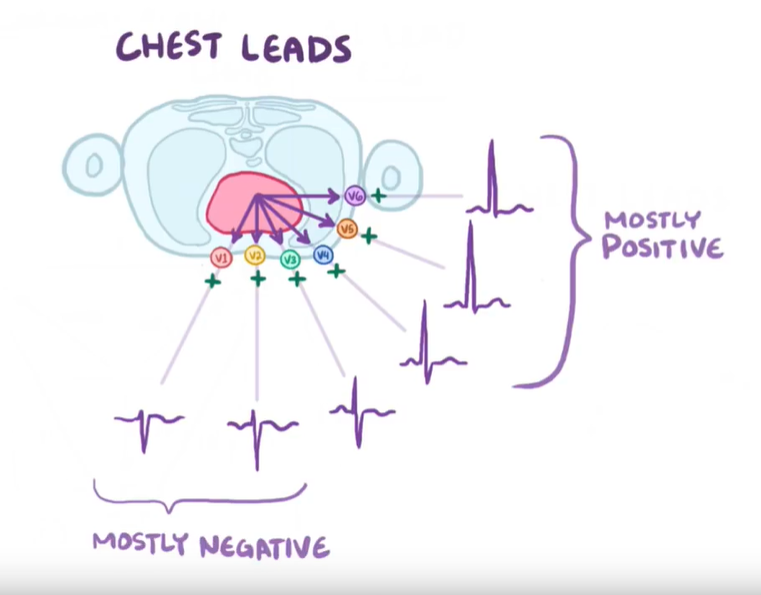 CHEST LEADS
V6 +
V5 +
V1 V2 V3 V4
+ + + +
MOSTLY
POSITIVE
MOSTLY NEGATIVE